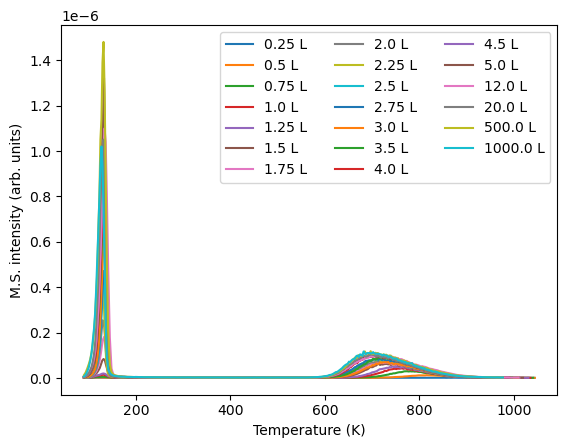 1e−6
M.S. intensity (arb. units)
1.4
1.2
1.0
0.8
0.6
0.4
0.2
0.0
200
400
600
800
1000
Temperature (K)
0.25 L
0.5 L
0.75 L
1.0 L
1.25 L
1.5 L
1.75 L
2.0 L
2.25 L
2.5 L
2.75 L
3.0 L
3.5 L
4.0 L
4.5 L
5.0 L
12.0 L
20.0 L
500.0 L
1000.0 L